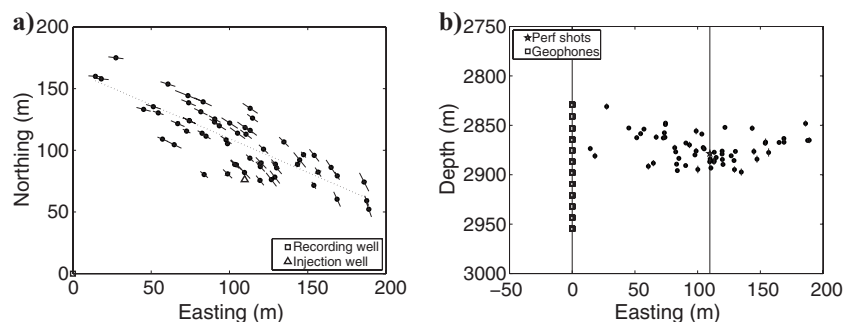 a)
200
150
100
50
0
Northing (m)
0 50 100 150 200
Easting (m)
Recording well
Injection well
b)
2750
2800
2850
2900
2950
3000
Depth (m)
−50 0 50 100 150 200
Easting (m)
Perf shots
Geophones